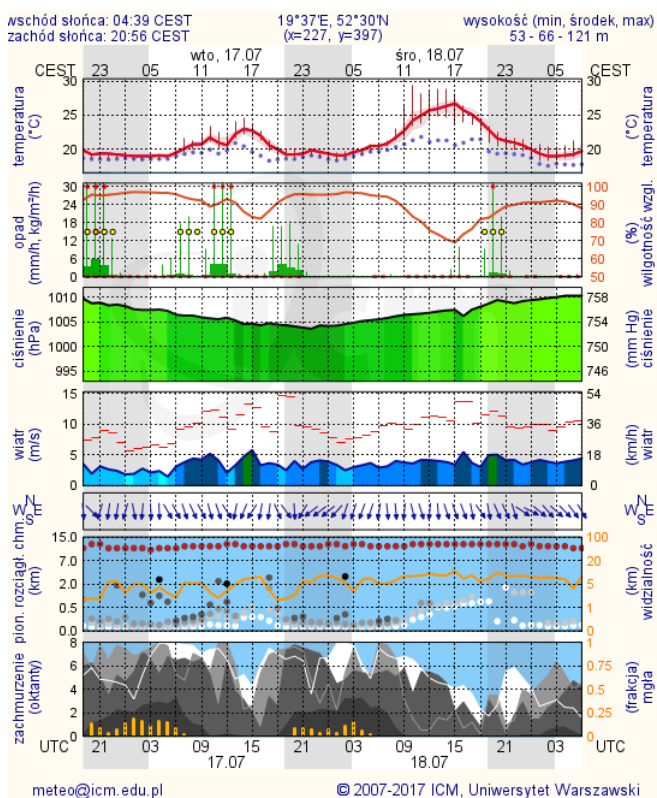 wschód słońca: 04:39 CEST 19°37'E, 52°30'N wysokość (min, środek, max)
zachód słońca: 20:56 CEST (x=227, y=397) 53 - 66 - 121 m
wto, 17.07 śro, 18.07
CEST 23 05 11 17 23 05 11 17 23 05 CEST
temperatura
(°C)
30
25
20
30
25
20
(°C)
temperatura
opad
(mm/h, kg/m²/h)
30
24
18
12
6
0
100
90
80
70
60
50
(%)
wilgotność wzgl.
ciśnienie
(hPa)
1010
1005
1000
995
758
754
750
746
(mm Hg)
ciśnienie
wiatr
(m/s)
15
10
5
0
54
36
18
0
(km/h)
wiatr
N
W E
S
N
W E
S
pion. rozciągł. chm.
(km)
15.0
7.0
2.0
0.5
0.0
100
20
5
1
0
(km)
widzialność
zachmurzenie
(oktanty)
8
6
4
2
0
1
0.75
0.5
0.25
0
(frakcja)
mgła
UTC 21 03 09 15 21 03 09 15 21 03 UTC
17.07 18.07
meteo@icm.edu.pl © 2007-2017 ICM, Uniwersytet Warszawski